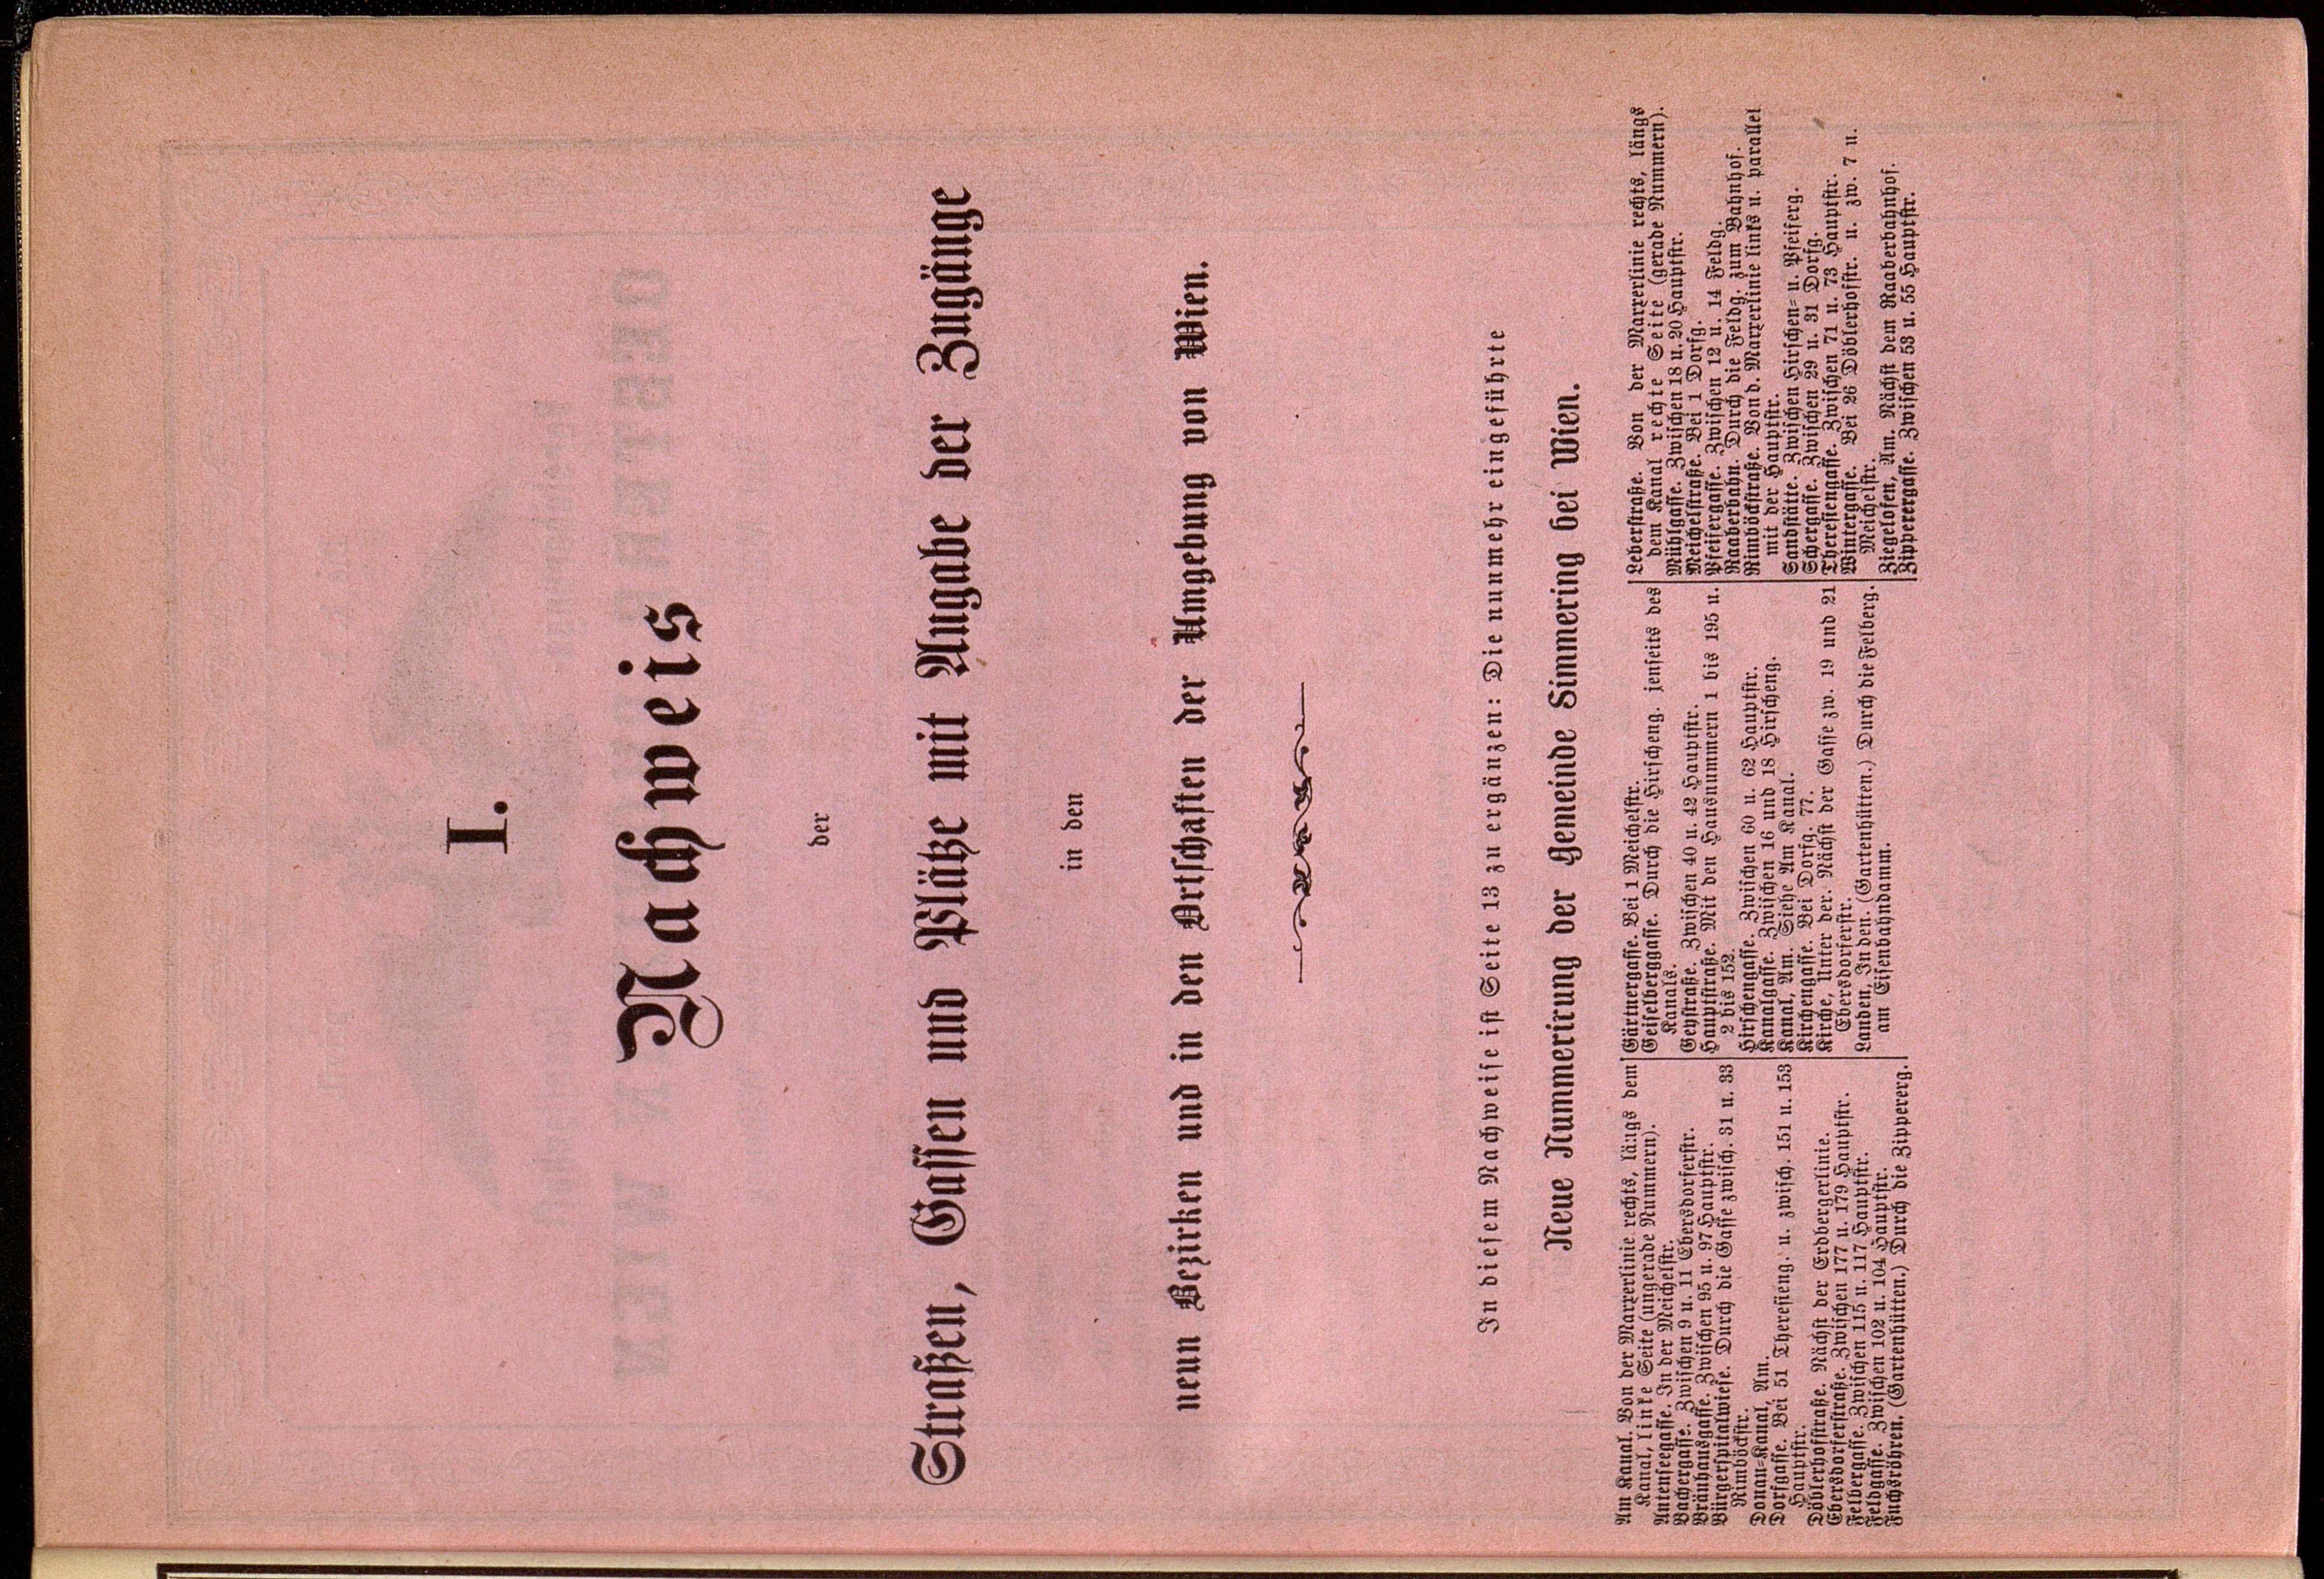 I.
Nachweis
der
Straßen, Gassen und Plätze mit Angabe der Zugänge
in den
neun Bezirken und in den Ortschaften der Umgebung von Wien.
In diesem Nachweise ist Seite 13 zu ergänzen: Die nunmehr eingeführte
Neue Nummerirung der Gemeinde Simmering bei Wien.
Am Kanal. Von der Marxerlinie rechts, längs dem
Kanal, linke Seite (ungerade Nummern).
Antenseegasse. In der Meichelstr.
Bachergasse. Zwischen 9 u. 11 Ebersdorferstr.
Bräuhausgasse. Zwischen 95 u. 97 Hauptstr.
Bürgerspitalwiese. Durch die Gasse zwisch. 31 u. 33
Rimböckstr.
Donau-Kanal, Am.
Dorfgasse. Bei 51 Theresieng. u. zwisch. 151 u. 153
Hauptstr.
Döblerhofstraße. Nächst der Erdbergerlinie.
Ebersdorferstraße. Zwischen 177 u. 179 Hauptstr.
Felbergasse. Zwischen 115 u. 117 Hauptstr.
Feldgasse. Zwischen 102 u. 104 Hauptstr.
Fuchsröhren. (Gartenhütten.) Durch die Zippererg.
Gärtnergasse. Bei 1 Meichelstr.
Geiselberggasse. Durch die Hirscheng. jenseits des
Kanals.
Geystraße. Zwischen 40 u. 42 Hauptstr.
Hauptstraße. Mit den Hausnummern 1 bis 195 u.
2 bis 152.
Hirschengasse. Zwischen 60 u. 62 Hauptstr.
Kanalgasse. Zwischen 16 und 18 Hirscheng.
Kanal, Am. Siehe Am Kanal.
Kirchengasse. Bei Dorfg. 77.
Kirche, Unter der. Nächst der Gasse zw. 19 und 21
Ebersdorferstr.
Landen, In den. (Gartenhütten.) Durch die Felberg.
am Eisenbahndamm.
Leberstraße. Von der Marxerlinie rechts, längs
dem Kanal rechte Seite (gerade Nummern).
Mühlgasse. Zwischen 18 u. 20 Hauptstr.
Meichelstraße. Bei 1 Dorfg.
Pfeifergasse. Zwischen 12 u. 14 Feldg.
Raaberbahn. Durch die Feldg. zum Bahnhof.
Rimböckstraße. Von d. Marxerlinie links u. parallel
mit der Hauptstr.
Sandstätte. Zwischen Hirschen- u. Pfeiferg.
Schergasse. Zwischen 29 u. 31 Dorfg.
Theresiengasse. Zwischen 71 u. 73 Hauptstr.
Wintergasse. Bei 26 Döblerhofstr. u. zw. 7 u.
Meichelstr.
Ziegelofen, Am. Nächst dem Raaberbahnhof.
Zipperergasse. Zwischen 53 u. 55 Hauptstr.